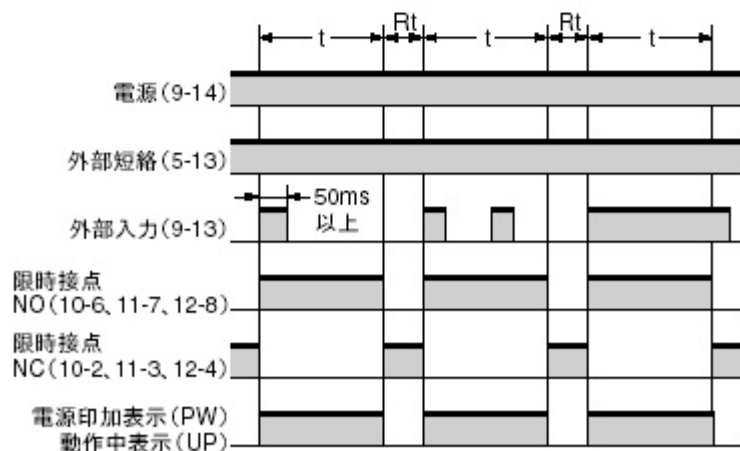 t Rt t Rt t
電源(9-14)
外部短絡(5-13)
50ms
以上
外部入力(9-13)
限時接点
NO(10-6、11-7、12-8)
限時接点
NC(10-2、11-3、12-4)
電源印加表示(PW)
動作中表示(UP)